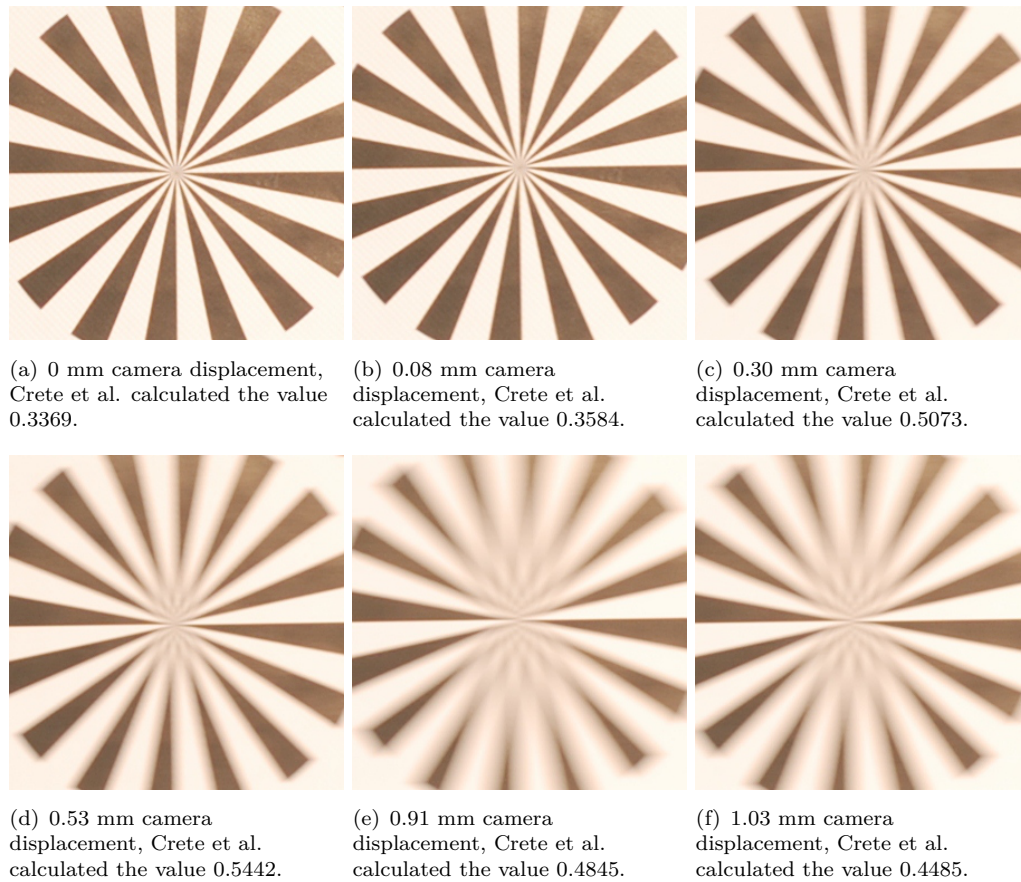 (a) 0 mm camera displacement,
Crete et al. calculated the value
0.3369.
(b) 0.08 mm camera
displacement, Crete et al.
calculated the value 0.3584.
(c) 0.30 mm camera
displacement, Crete et al.
calculated the value 0.5073.
(d) 0.53 mm camera
displacement, Crete et al.
calculated the value 0.5442.
(e) 0.91 mm camera
displacement, Crete et al.
calculated the value 0.4845.
(f) 1.03 mm camera
displacement, Crete et al.
calculated the value 0.4485.